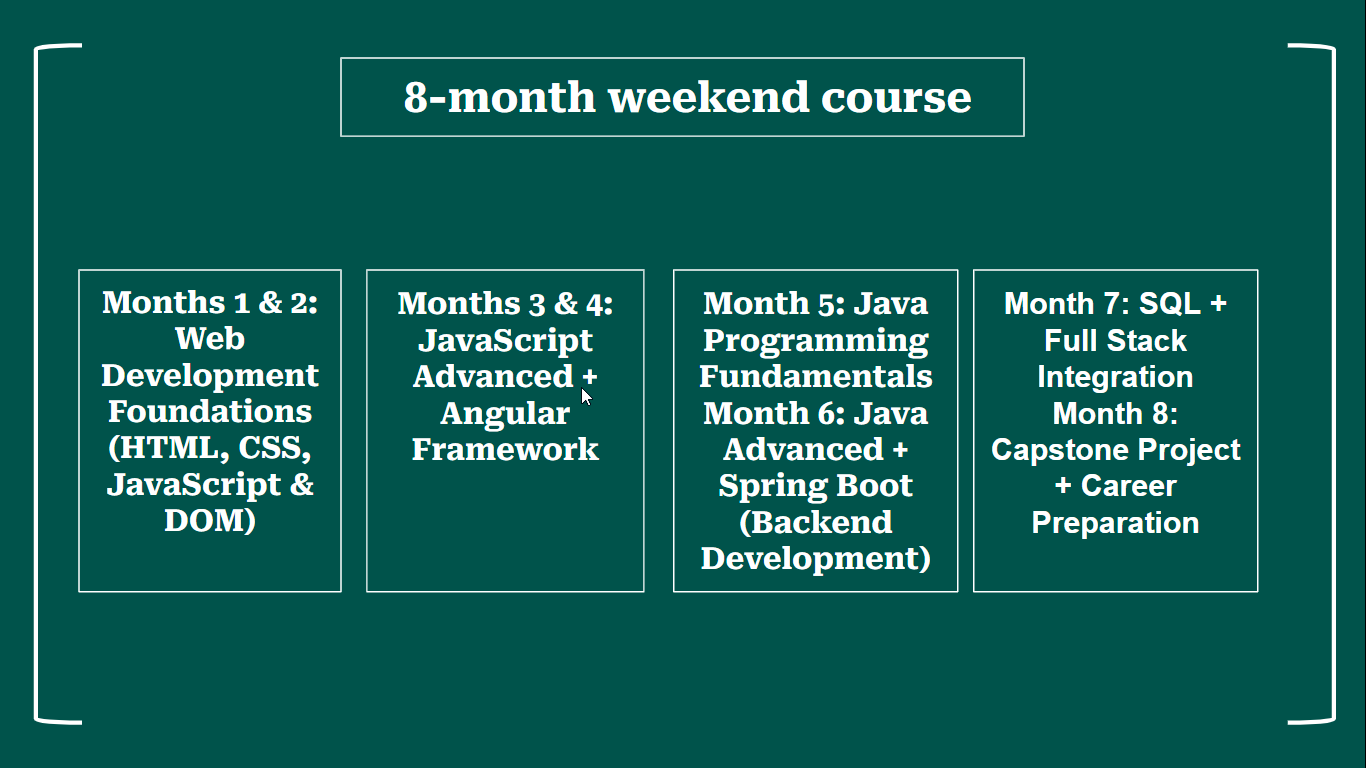 8-month weekend course
Months 1 & 2:
Web
Development
Foundations
(HTML, CSS,
JavaScript &
DOM)
Months 3 & 4:
JavaScript
Advanced +
Angular
Framework
Month 5: Java
Programming
Fundamentals
Month 6: Java
Advanced +
Spring Boot
(Backend
Development)
Month 7: SQL +
Full Stack
Integration
Month 8:
Capstone Project
+ Career
Preparation